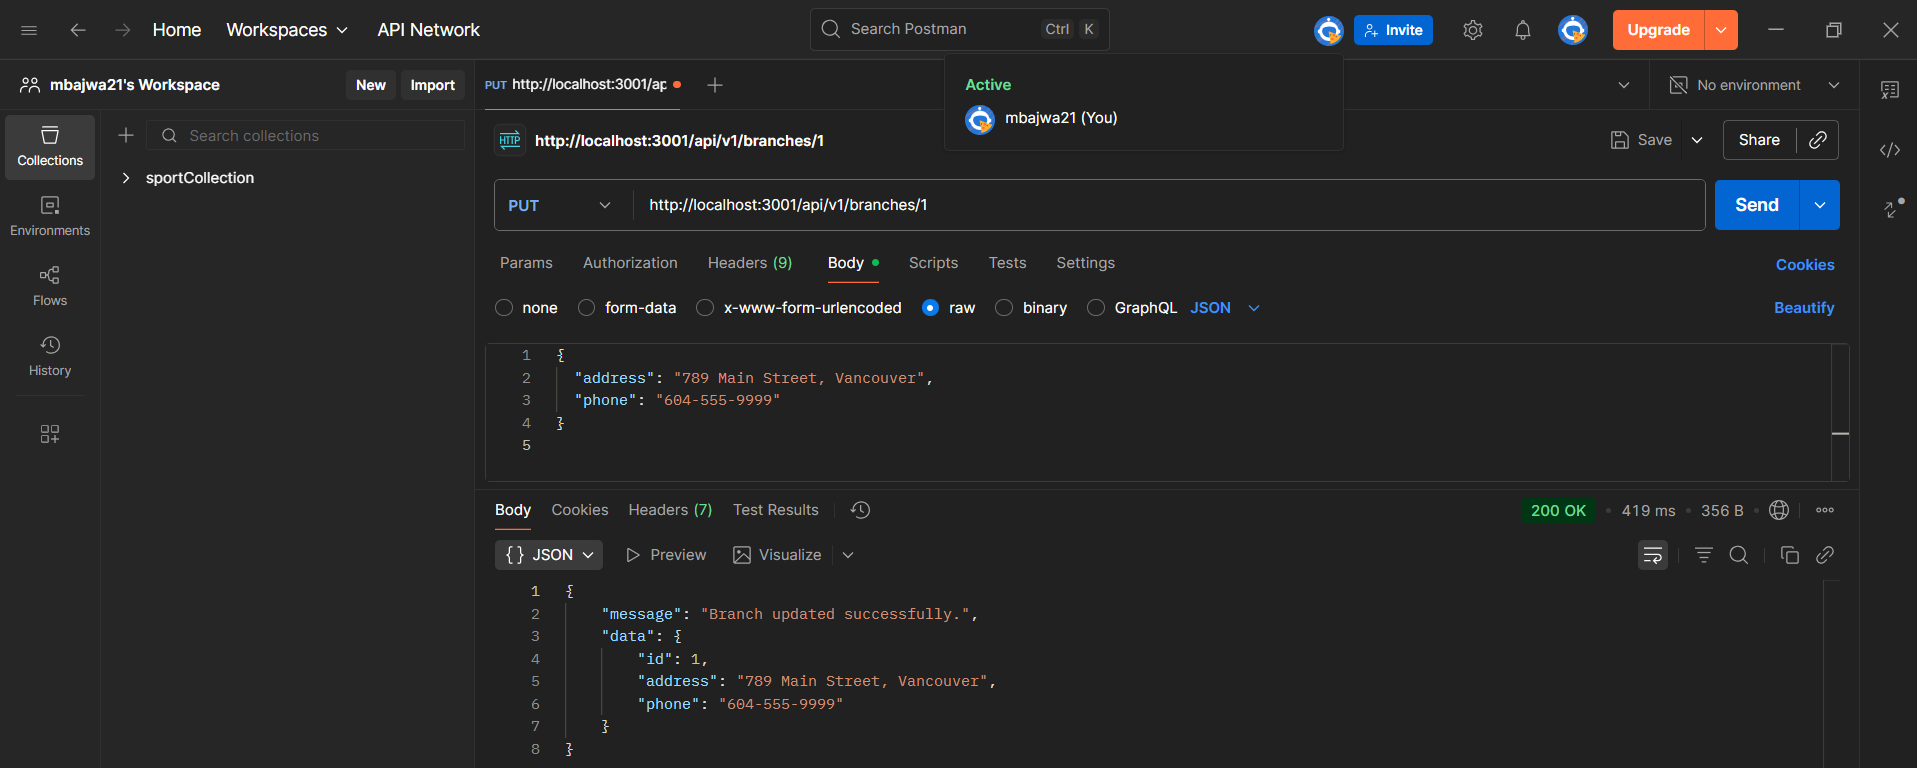 Home Workspaces API Network Search Postman Ctrl K Invite Upgrade
mbajwa21's Workspace New Import PUT http://localhost:3001/ap No environment
Active
mbajwa21 (You)
Search collections
http://localhost:3001/api/v1/branches/1 Save Share
Collections
sportCollection
Environments
Flows
History
HTTP
PUT http://localhost:3001/api/v1/branches/1 Send
Params Authorization Headers (9) Body Scripts Tests Settings Cookies
none form-data x-www-form-urlencoded raw binary GraphQL JSON Beautify
1 {
2 "address": "789 Main Street, Vancouver",
3 "phone": "604-555-9999"
4 }
5
Body Cookies Headers (7) Test Results 200 OK • 419 ms • 356 B •
{} JSON Preview Visualize
1 {
2 "message": "Branch updated successfully.",
3 "data": {
4 "id": 1,
5 "address": "789 Main Street, Vancouver",
6 "phone": "604-555-9999"
7 }
8 }